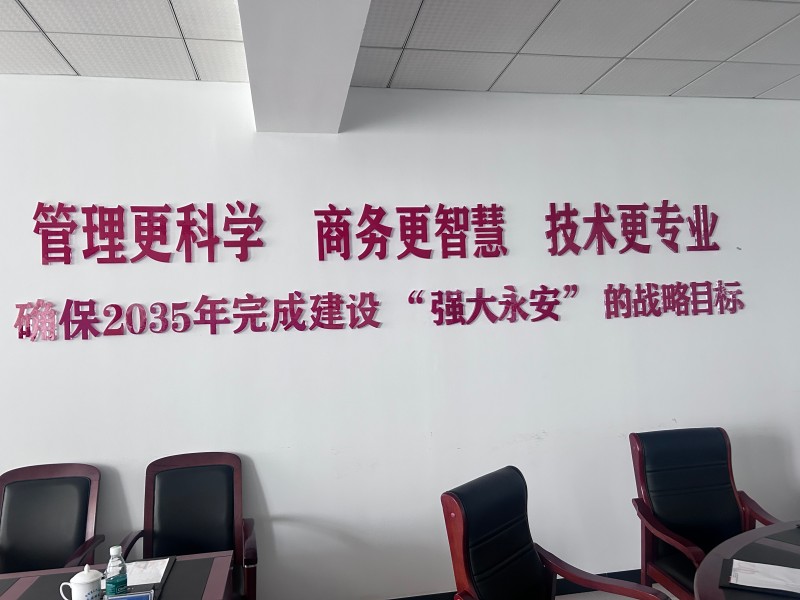 管理更科学 商务更智慧 技术更专业
确保2035年完成建设“强大永安”的战略目标